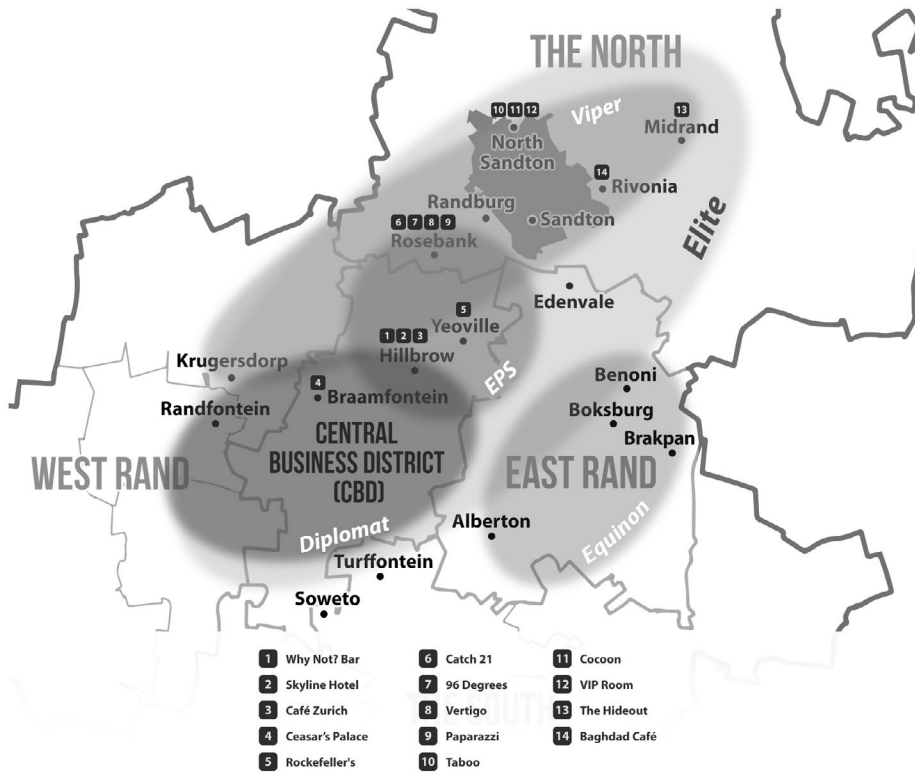 THE NORTH
Viper
10 11 12
13
North
Sandton
Midrand
14
Rivonia
Randburg
Sandton
Elite
6 7 8 9
Rosebank
Edenvale
5
Yeoville
1 2 3
Hillbrow
EPS
Krugersdorp
4
Braamfontein
Randfontein
Benoni
Boksburg
Brakpan
CENTRAL
BUSINESS DISTRICT
(CBD)
WEST RAND
EAST RAND
Diplomat
Alberton
Equinon
Turffontein
Soweto
THE SOUTH
1 Why Not? Bar
2 Skyline Hotel
3 Café Zurich
4 Ceasar's Palace
5 Rockefeller's
6 Catch 21
7 96 Degrees
8 Vertigo
9 Paparazzi
10 Taboo
11 Cocoon
12 VIP Room
13 The Hideout
14 Baghdad Café